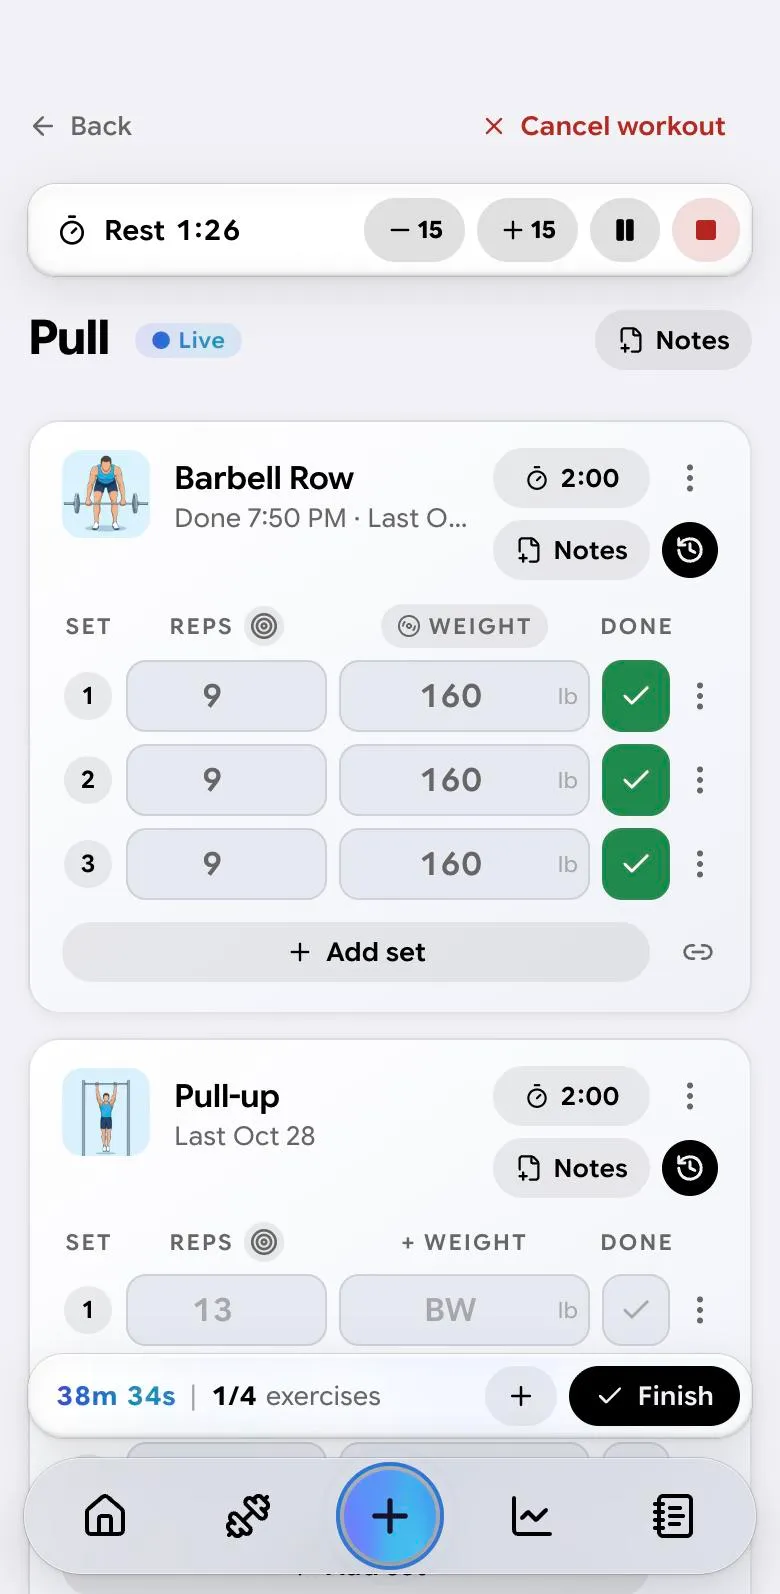 Back
Cancel workout
Rest 1:26
− 15
+ 15
Pull
Live
Notes
Barbell Row
2:00
Done 7:50 PM · Last O...
Notes
SET REPS WEIGHT DONE
1 9 160 lb
2 9 160 lb
3 9 160 lb
+ Add set
Pull-up
2:00
Last Oct 28
Notes
SET REPS + WEIGHT DONE
1 13 BW lb
38m 34s | 1/4 exercises
+
Finish